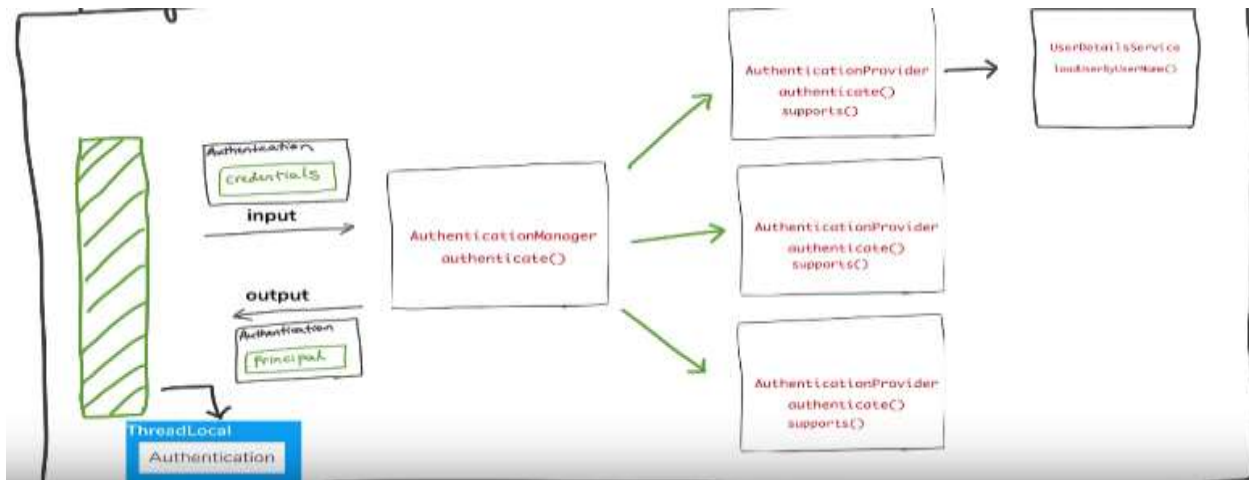 Authentication
credentials
input
AuthenticationManager
authenticate()
output
Authentication
Principal
ThreadLocal
Authentication
AuthenticationProvider
authenticate()
supports()
UserDetailsService
loadUserByUserName()
AuthenticationProvider
authenticate()
supports()
AuthenticationProvider
authenticate()
supports()